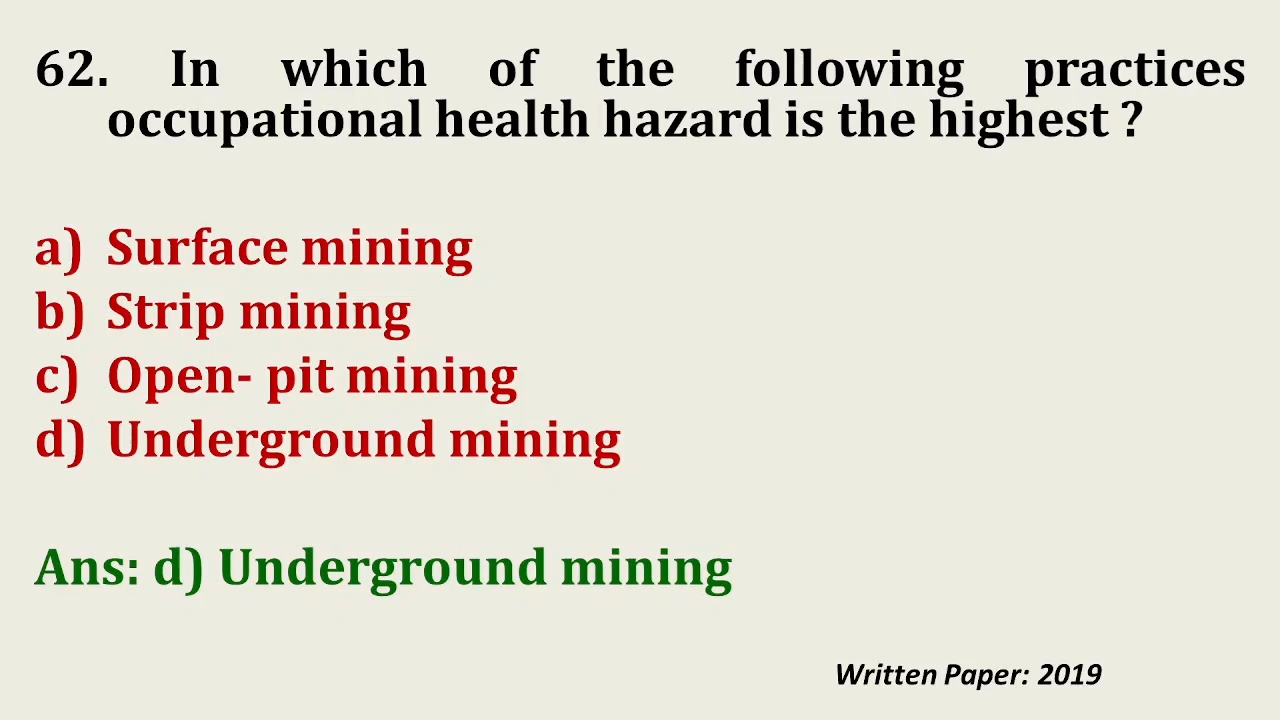 62. In which of the following practices
occupational health hazard is the highest ?
a) Surface mining
b) Strip mining
c) Open- pit mining
d) Underground mining
Ans: d) Underground mining
Written Paper: 2019